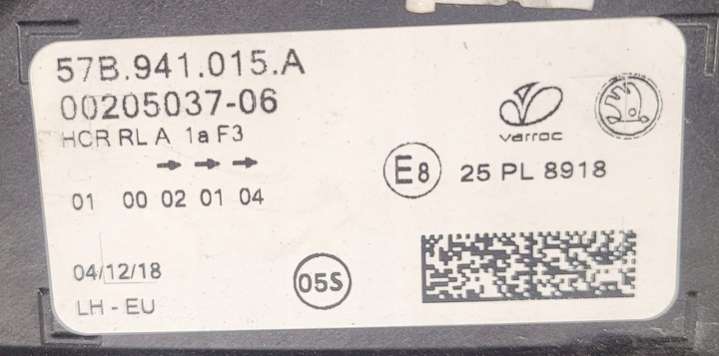 57B.941.015.A
00205037-06
HCR RL A 1a F3
→ → →
01 00 02 01 04
varroc
E8 25 PL 8918
04/12/18
05S
LH - EU